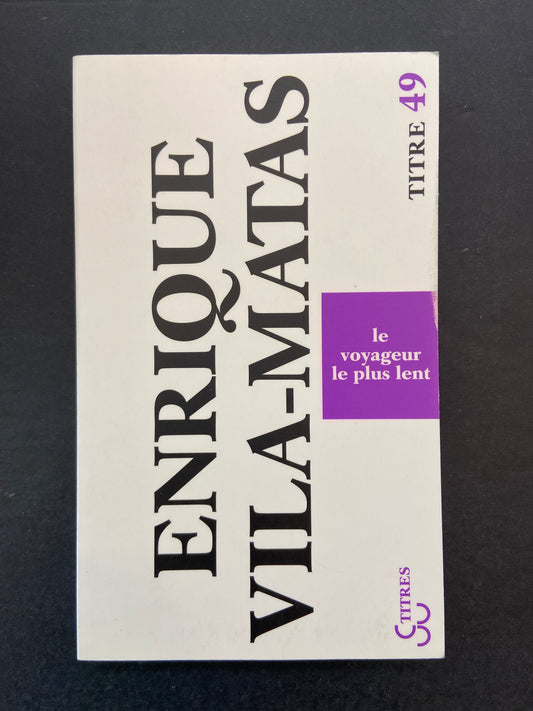 ENRIQUE
VILA-MATAS
TITRE 49
le
voyageur
le plus lent
TITRES